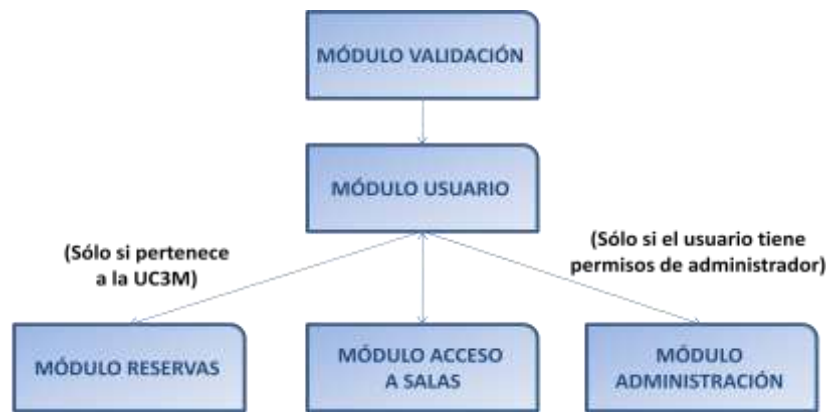 MÓDULO VALIDACIÓN
MÓDULO USUARIO
(Sólo si pertenece
a la UC3M)
(Sólo si el usuario tiene
permisos de administrador)
MÓDULO RESERVAS
MÓDULO ACCESO
A SALAS
MÓDULO
ADMINISTRACIÓN